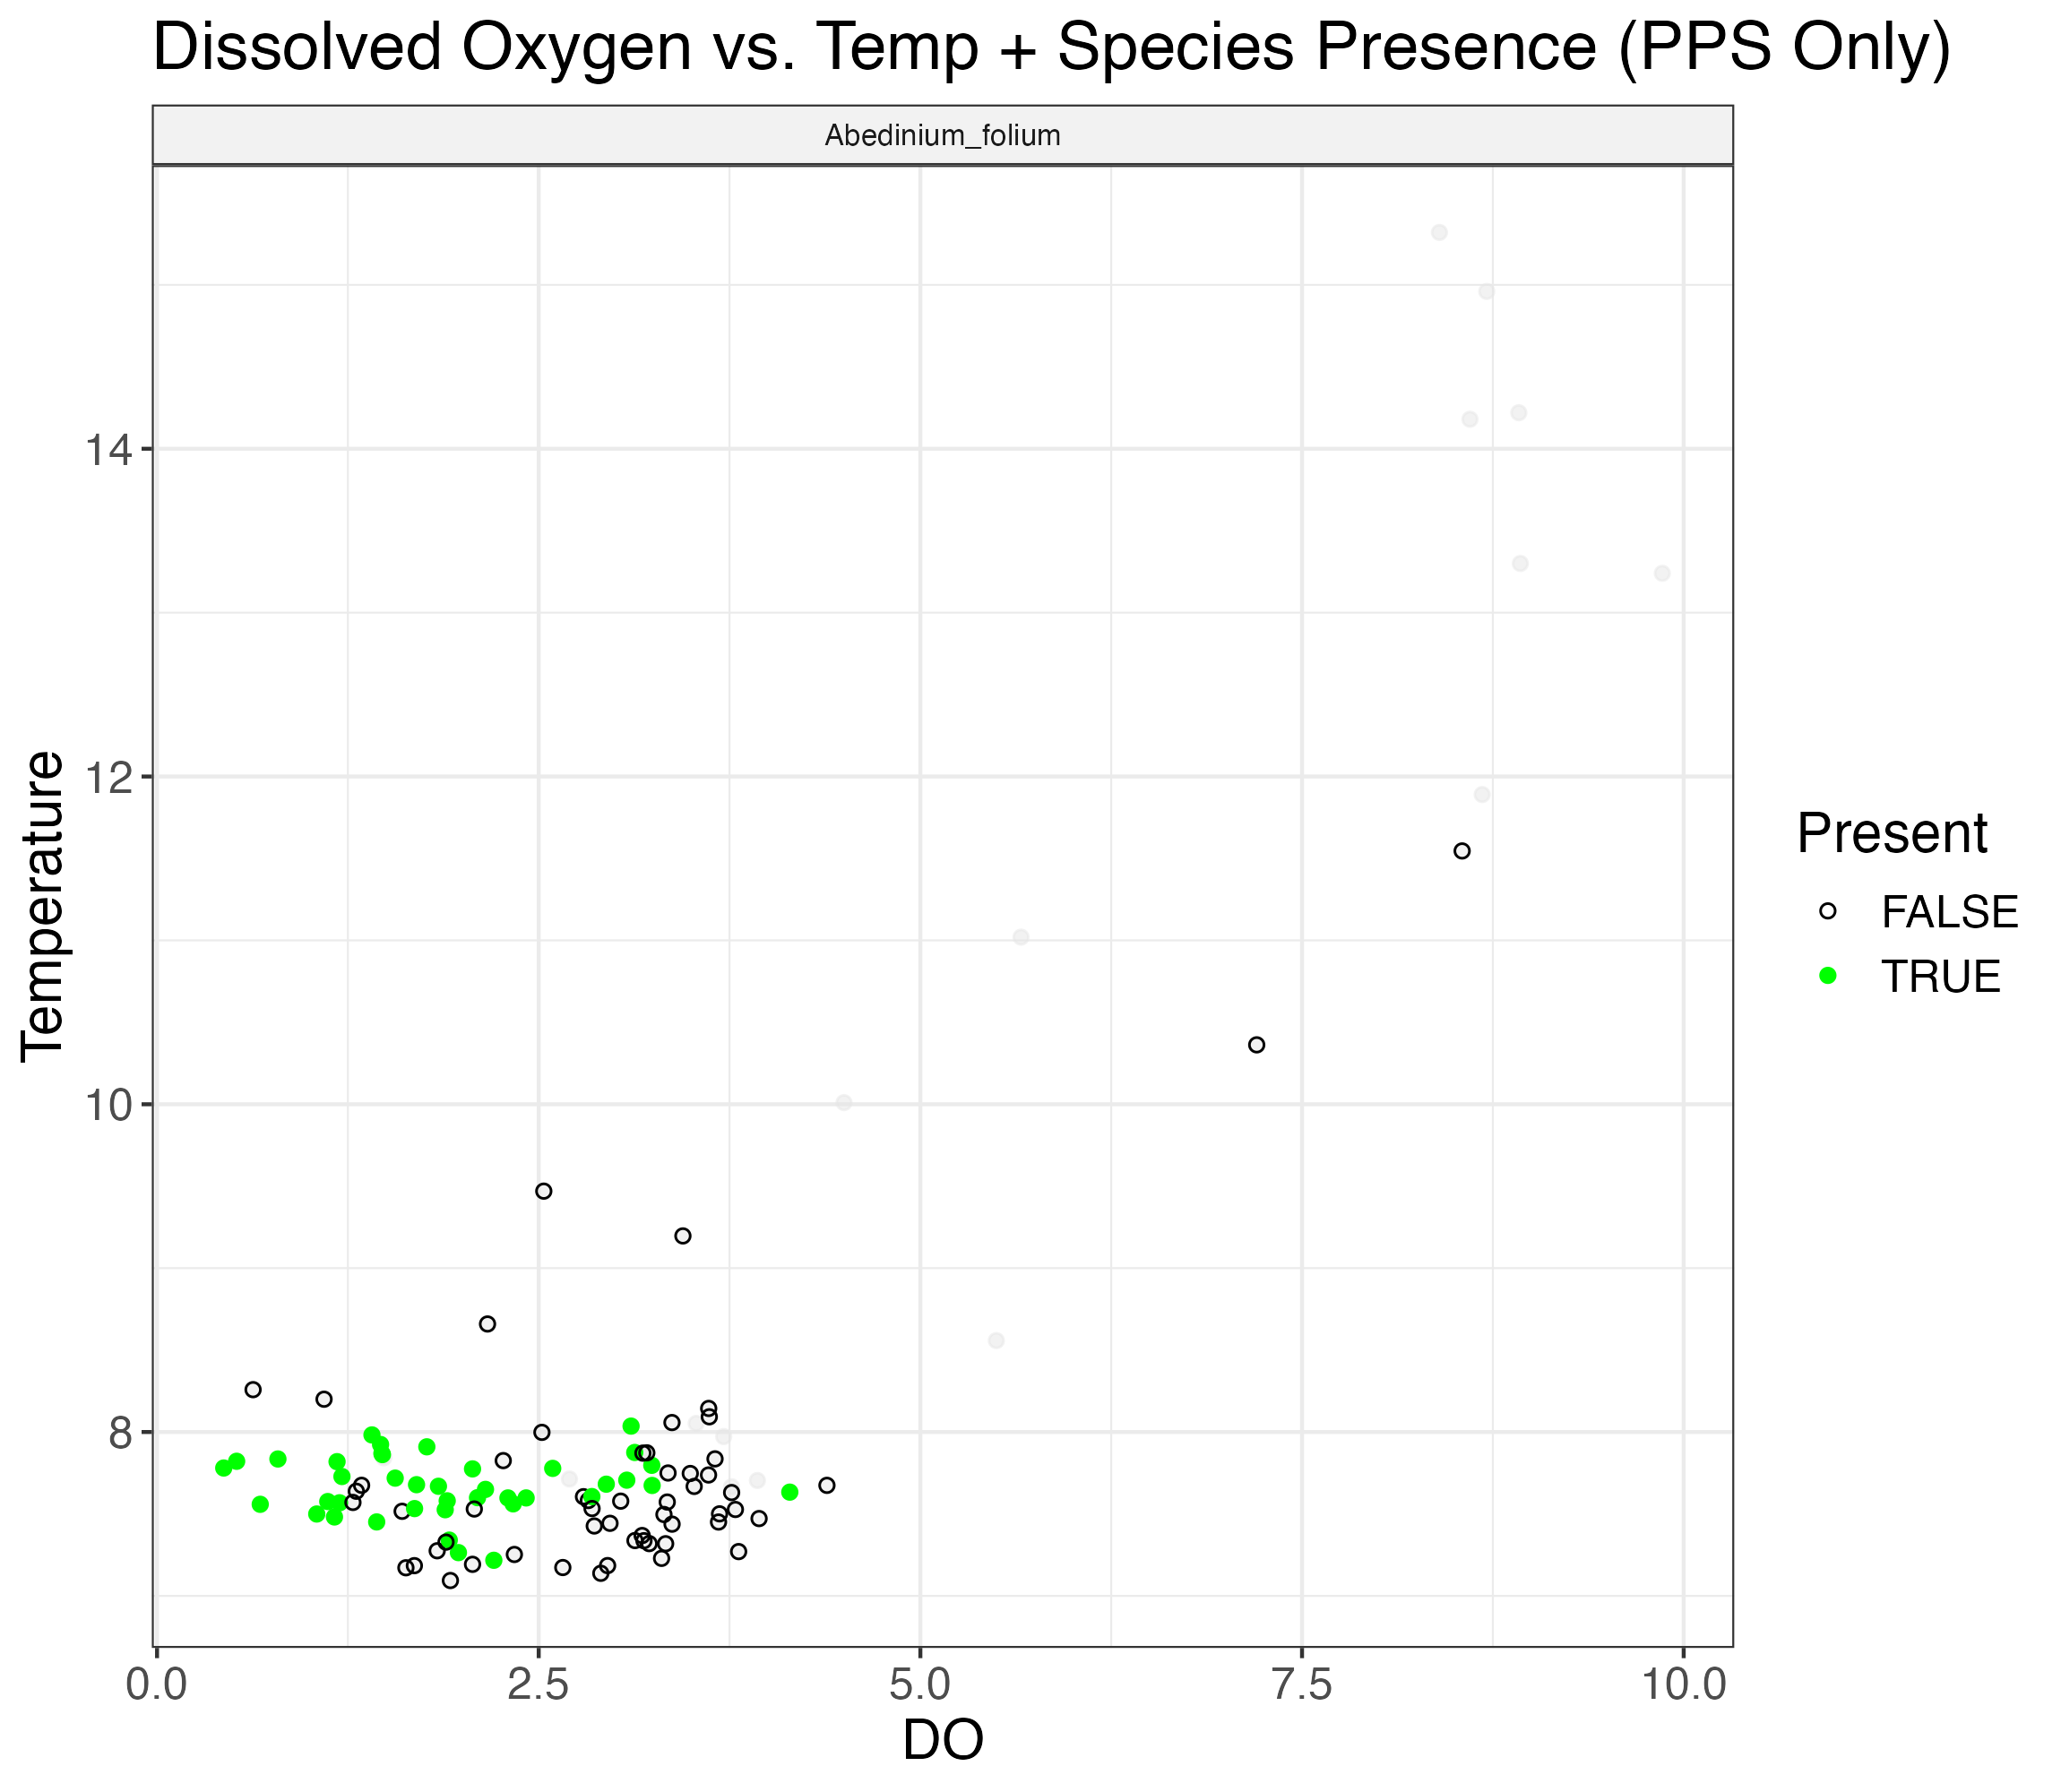 Dissolved Oxygen vs. Temp + Species Presence (PPS Only)
Abedinium_folium
14
12
10
8
Temperature
0.0 2.5 5.0 7.5 10.0
DO
Present
FALSE
TRUE